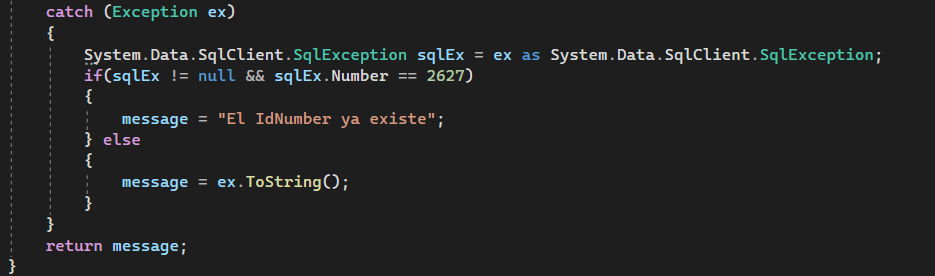 catch (Exception ex)
{
System.Data.SqlClient.SqlException sqlEx = ex as System.Data.SqlClient.SqlException;
if(sqlEx != null && sqlEx.Number == 2627)
{
message = "El IdNumber ya existe";
} else
{
message = ex.ToString();
}
}
return message;
}